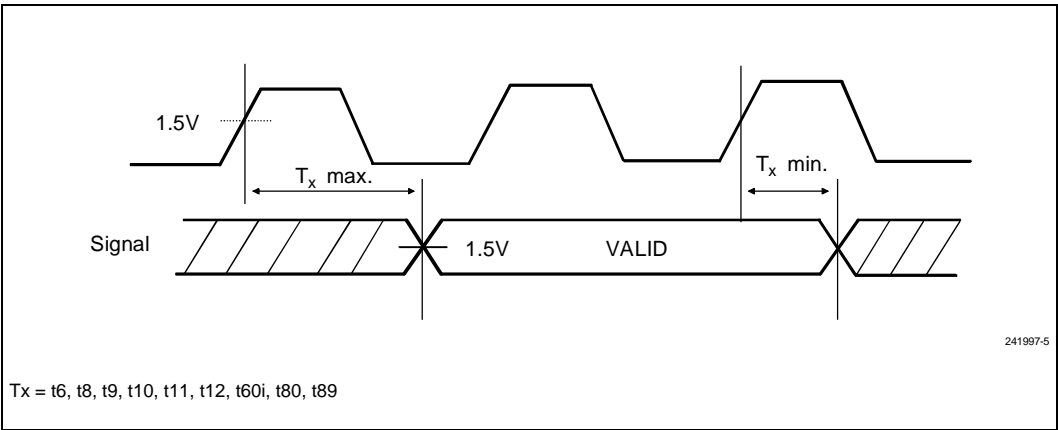 1.5V
Tx max.
Tx min.
Signal
1.5V
VALID
241997-5
Tx = t6, t8, t9, t10, t11, t12, t60i, t80, t89